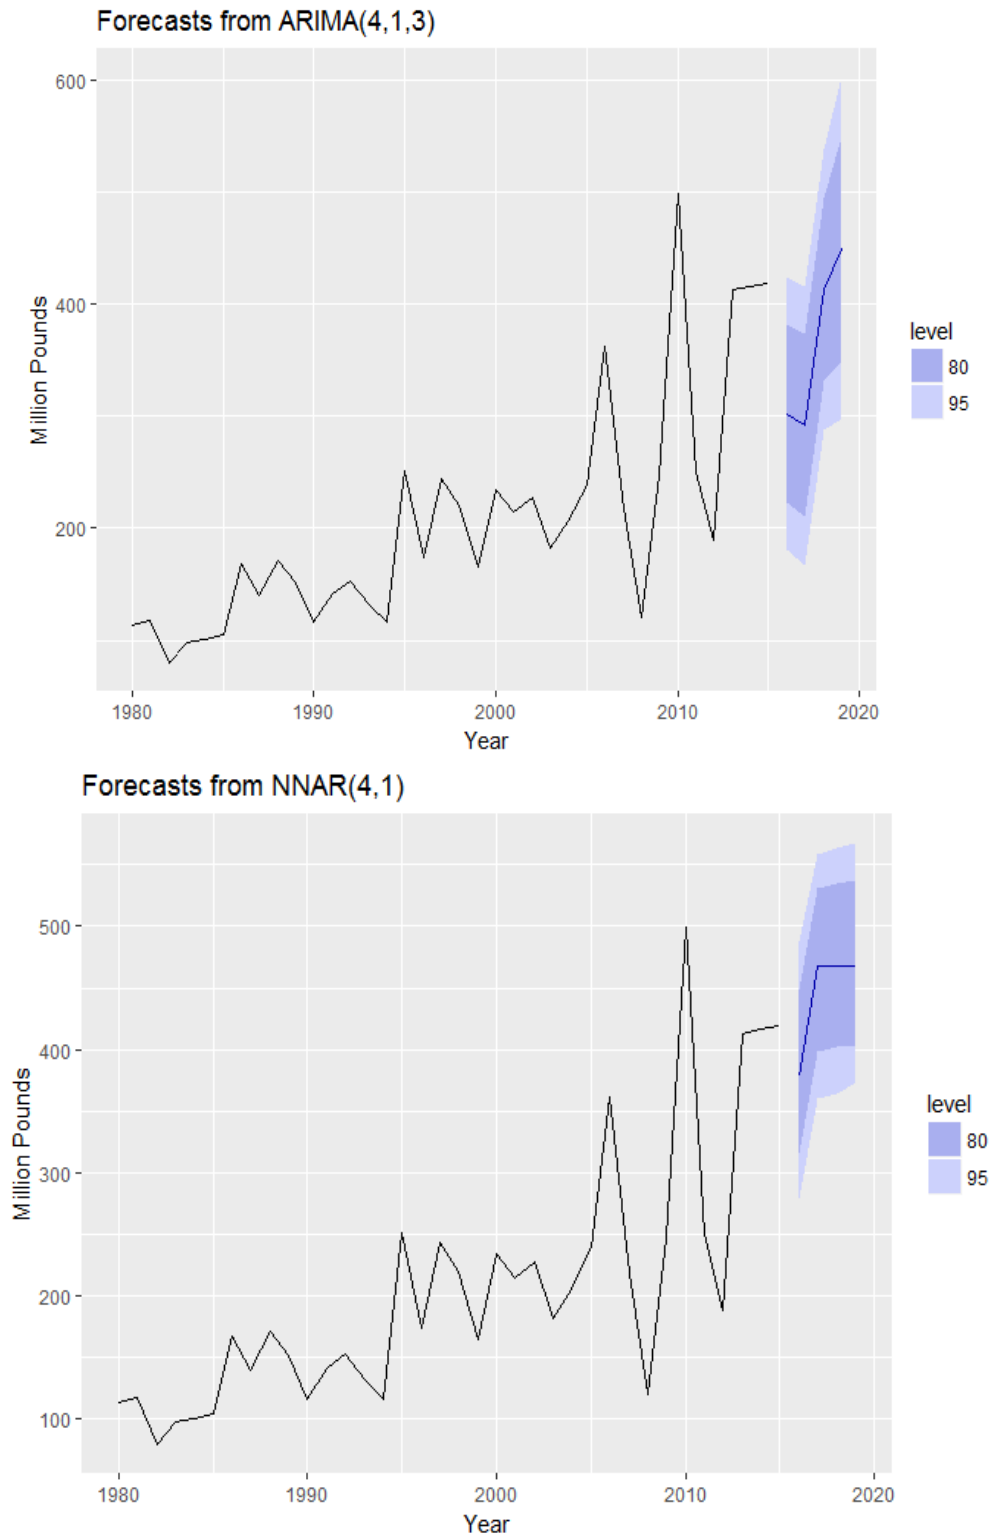 Forecasts from ARIMA(4,1,3)
600
400
200
Million Pounds
1980 1990 2000 2010 2020
Year
level
80
95
Forecasts from NNAR(4,1)
500
400
300
200
100
Million Pounds
1980 1990 2000 2010 2020
Year
level
80
95